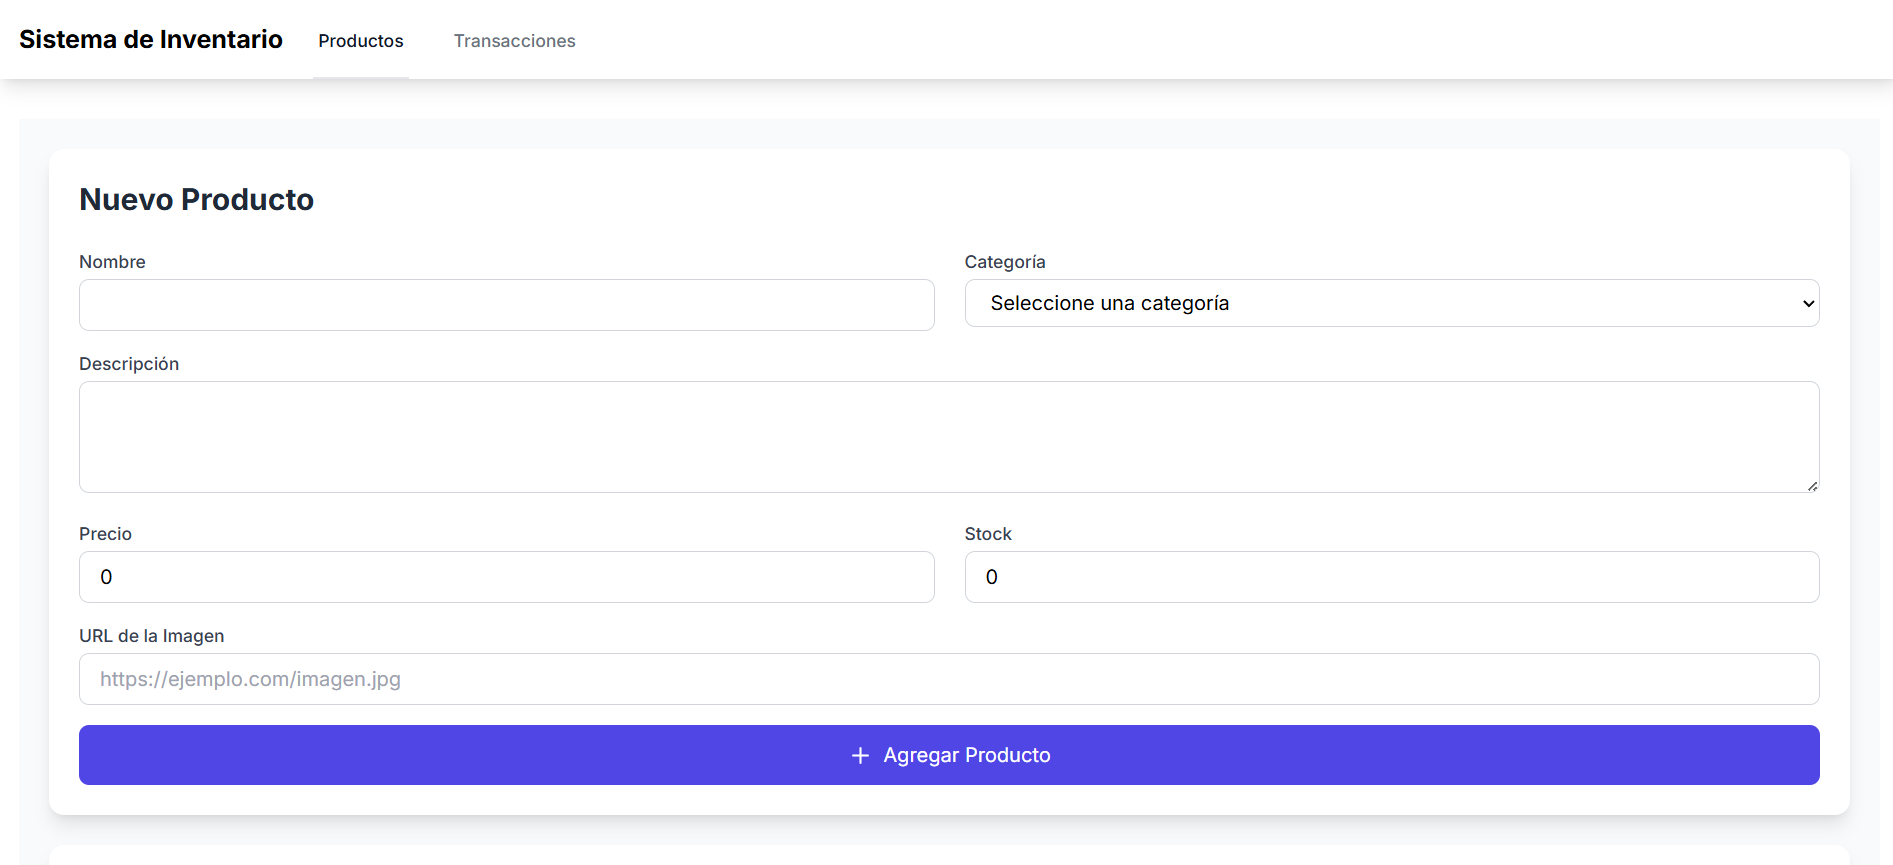 Sistema de Inventario Productos Transacciones
Nuevo Producto
Nombre Categoría
Seleccione una categoría
Descripción
Precio Stock
0 0
URL de la Imagen
https://ejemplo.com/imagen.jpg
+ Agregar Producto